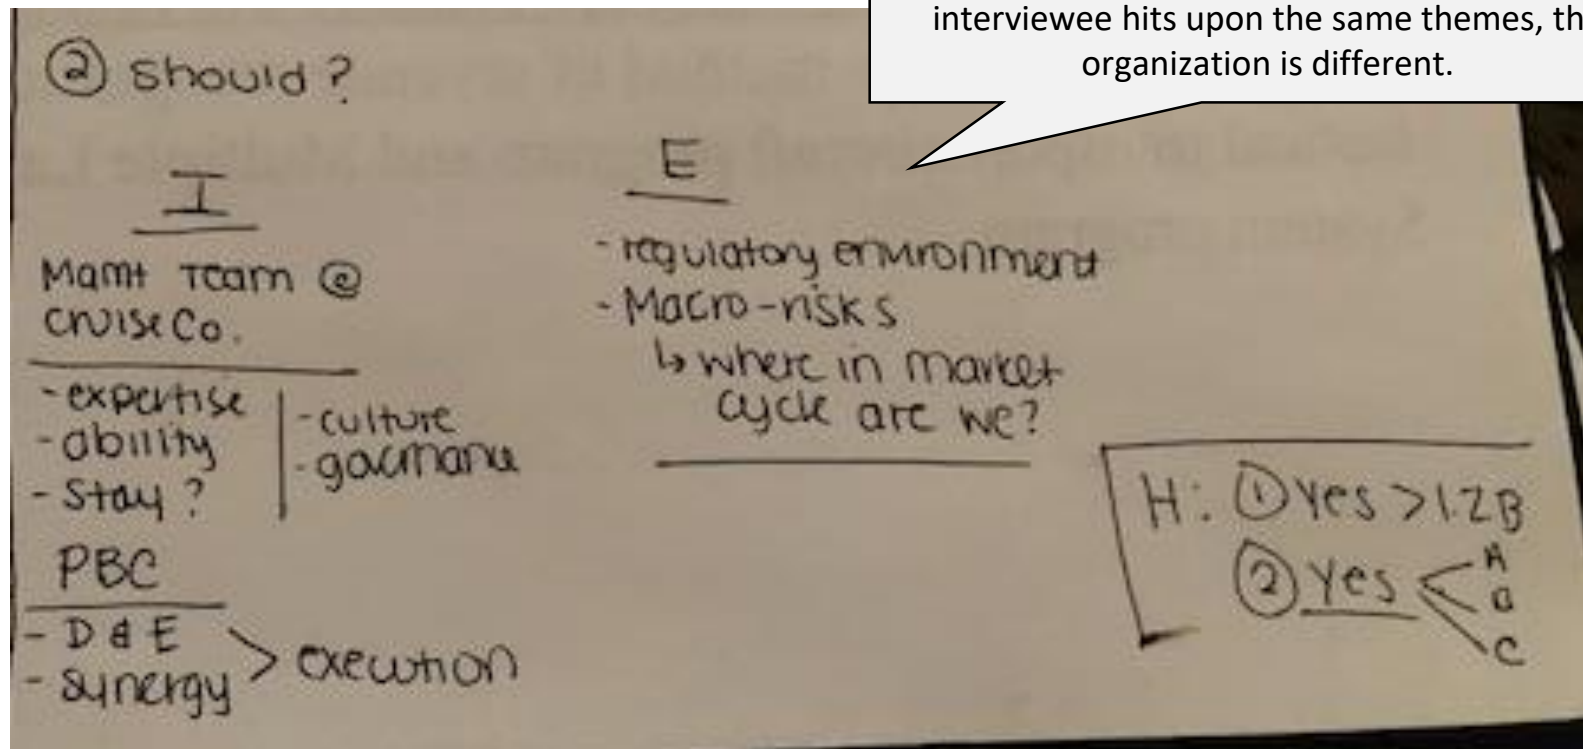 interviewee hits upon the same themes, th
organization is different.
② Should?
I
Mgmt Team @
CruiseCo.
- expertise
- ability
- Stay?
- culture
- governance
PBC
- D & E
- synergy
> execution
E
- regulatory environment
- Macro-risks
↳ where in market
cycle are we?
H: ① Yes > 1.2B
② Yes <
C